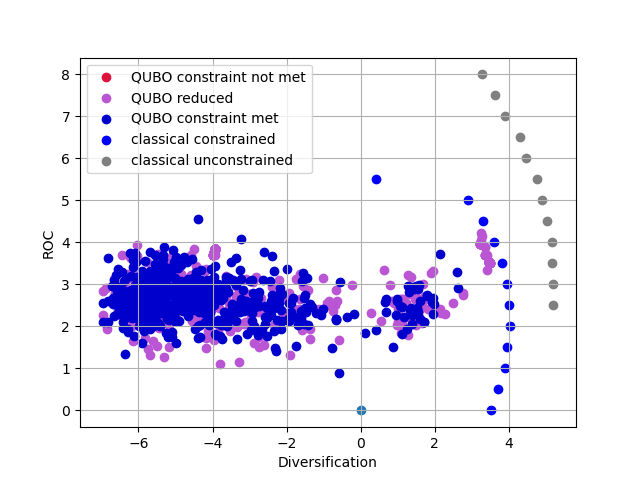 QUBO constraint not met
QUBO reduced
QUBO constraint met
classical constrained
classical unconstrained
8
7
6
5
4
3
2
1
0
ROC
−6 −4 −2 0 2 4
Diversification